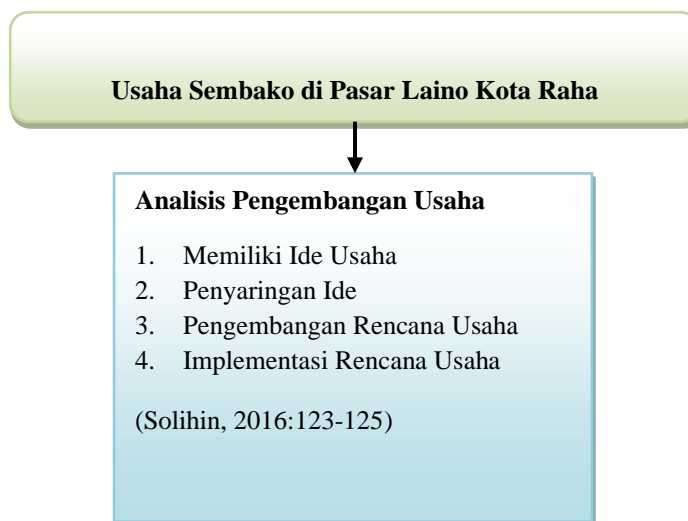 Usaha Sembako di Pasar Laino Kota Raha
Analisis Pengembangan Usaha
1. Memiliki Ide Usaha
2. Penyaringan Ide
3. Pengembangan Rencana Usaha
4. Implementasi Rencana Usaha
(Solihin, 2016:123-125)